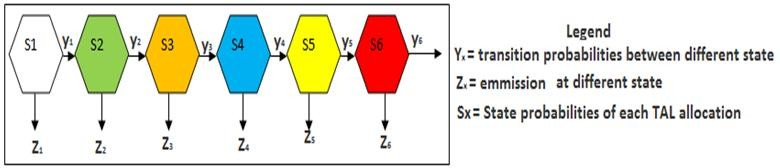 S1 y₁ S2 y₂ S3 y₃ S4 y₄ S5 y₅ S6 y₆
Z₁ Z₂ Z₃ Z₄ Z₅ Z₆
Legend
Yₓ= transition probabilities between different state
Zₓ= emmission at different state
Sx= State probabilities of each TAL allocation